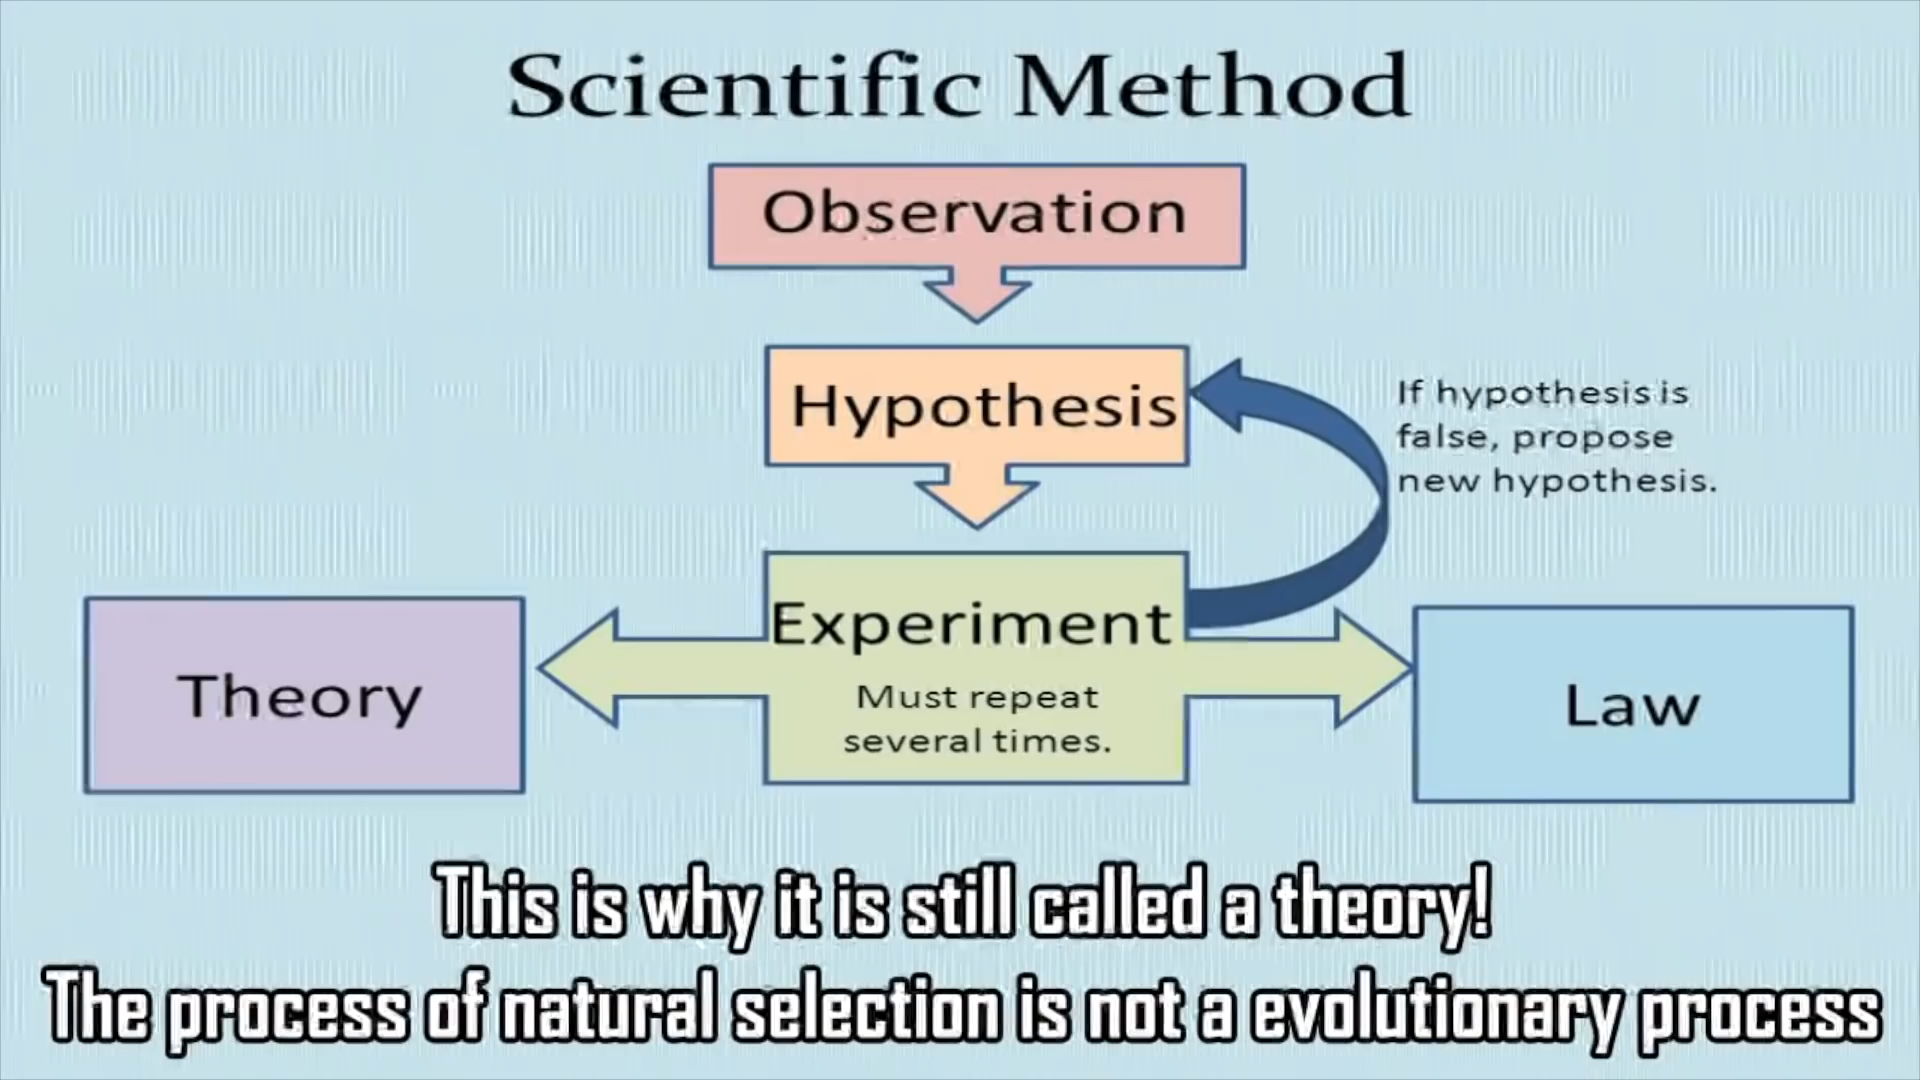 Scientific Method
Observation
Hypothesis
If hypothesis is
false, propose
new hypothesis.
Experiment
Must repeat
several times.
Theory
Law
This is why it is still called a theory!
The process of natural selection is not a evolutionary process